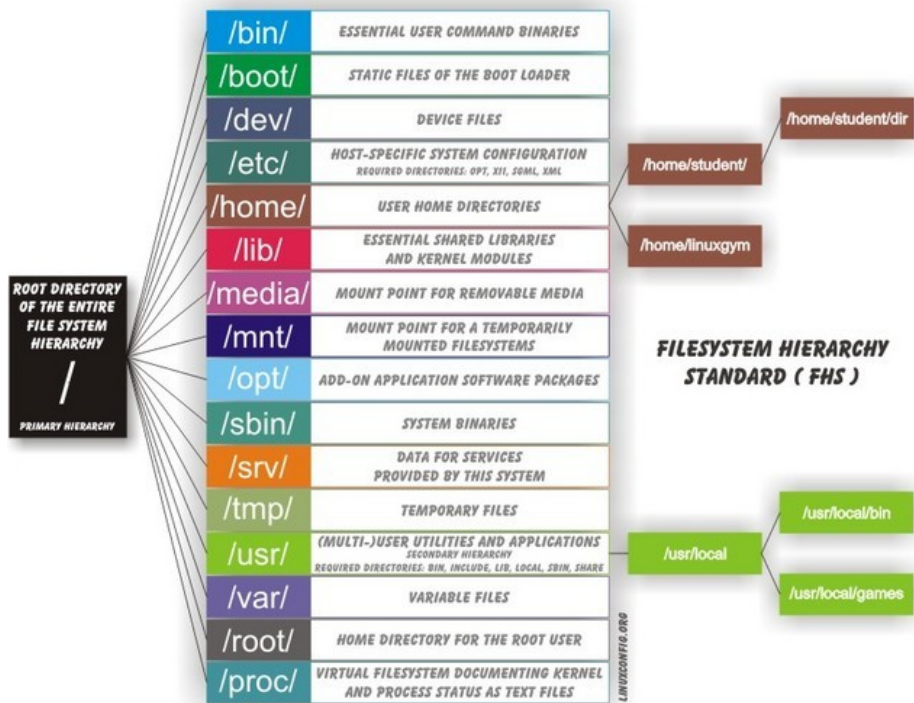 /bin/
ESSENTIAL USER COMMAND BINARIES
/boot/
STATIC FILES OF THE BOOT LOADER
/dev/
DEVICE FILES
/etc/
HOST-SPECIFIC SYSTEM CONFIGURATION
REQUIRED DIRECTORIES: OPT, XII, SGML, XML
/home/
USER HOME DIRECTORIES
/lib/
ESSENTIAL SHARED LIBRARIES
AND KERNEL MODULES
/media/
MOUNT POINT FOR REMOVABLE MEDIA
/mnt/
MOUNT POINT FOR A TEMPORARILY
MOUNTED FILESYSTEMS
/opt/
ADD-ON APPLICATION SOFTWARE PACKAGES
/sbin/
SYSTEM BINARIES
/srv/
DATA FOR SERVICES
PROVIDED BY THIS SYSTEM
/tmp/
TEMPORARY FILES
/usr/
(MULTI-)USER UTILITIES AND APPLICATIONS
SECONDARY HIERARCHY
REQUIRED DIRECTORIES: BIN, INCLUDE, LIB, LOCAL, SBIN, SHARE
/var/
VARIABLE FILES
/root/
HOME DIRECTORY FOR THE ROOT USER
/proc/
VIRTUAL FILESYSTEM DOCUMENTING KERNEL
AND PROCESS STATUS AS TEXT FILES
ROOT DIRECTORY
OF THE ENTIRE
FILE SYSTEM
HIERARCHY
/
PRIMARY HIERARCHY
/home/student/
/home/student/dir
/home/linuxgym
FILESYSTEM HIERARCHY
STANDARD ( FHS )
/usr/local
/usr/local/bin
/usr/local/games
LINUXCONFIG.ORG